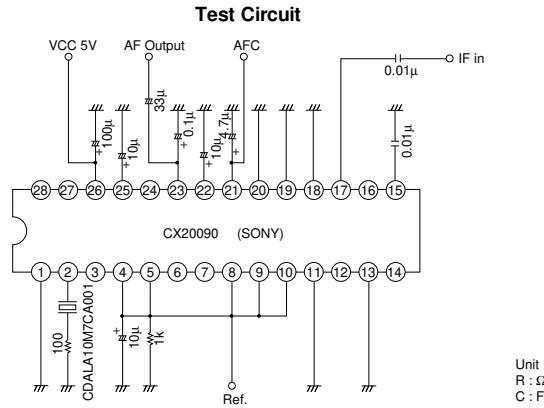 Test Circuit
VCC 5V
AF Output
AFC
IF in
0.01µ
33µ
100µ
10µ
0.1µ
10µ
4.7µ
0.01µ
+
+
+
+
+
28 27 26 25 24 23 22 21 20 19 18 17 16 15
CX20090 (SONY)
1 2 3 4 5 6 7 8 9 10 11 12 13 14
100
CDALA10M7CA001
+
10µ
1k
Ref.
Unit
R : Ω
C : F